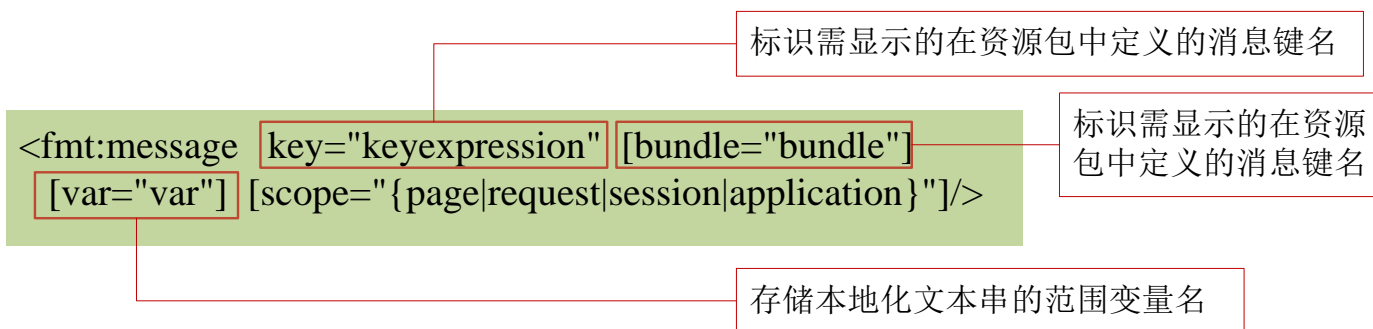 标识需显示的在资源包中定义的消息键名
<fmt:message key="keyexpression" [bundle="bundle"]
[var="var"] [scope="{page|request|session|application}"]/>
标识需显示的在资源
包中定义的消息键名
存储本地化文本串的范围变量名